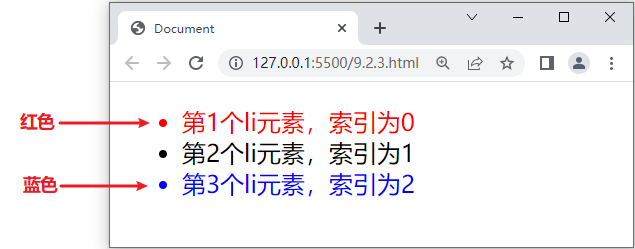 Document
127.0.0.1:5500/9.2.3.html
红色
第1个li元素，索引为0
第2个li元素，索引为1
蓝色
第3个li元素，索引为2